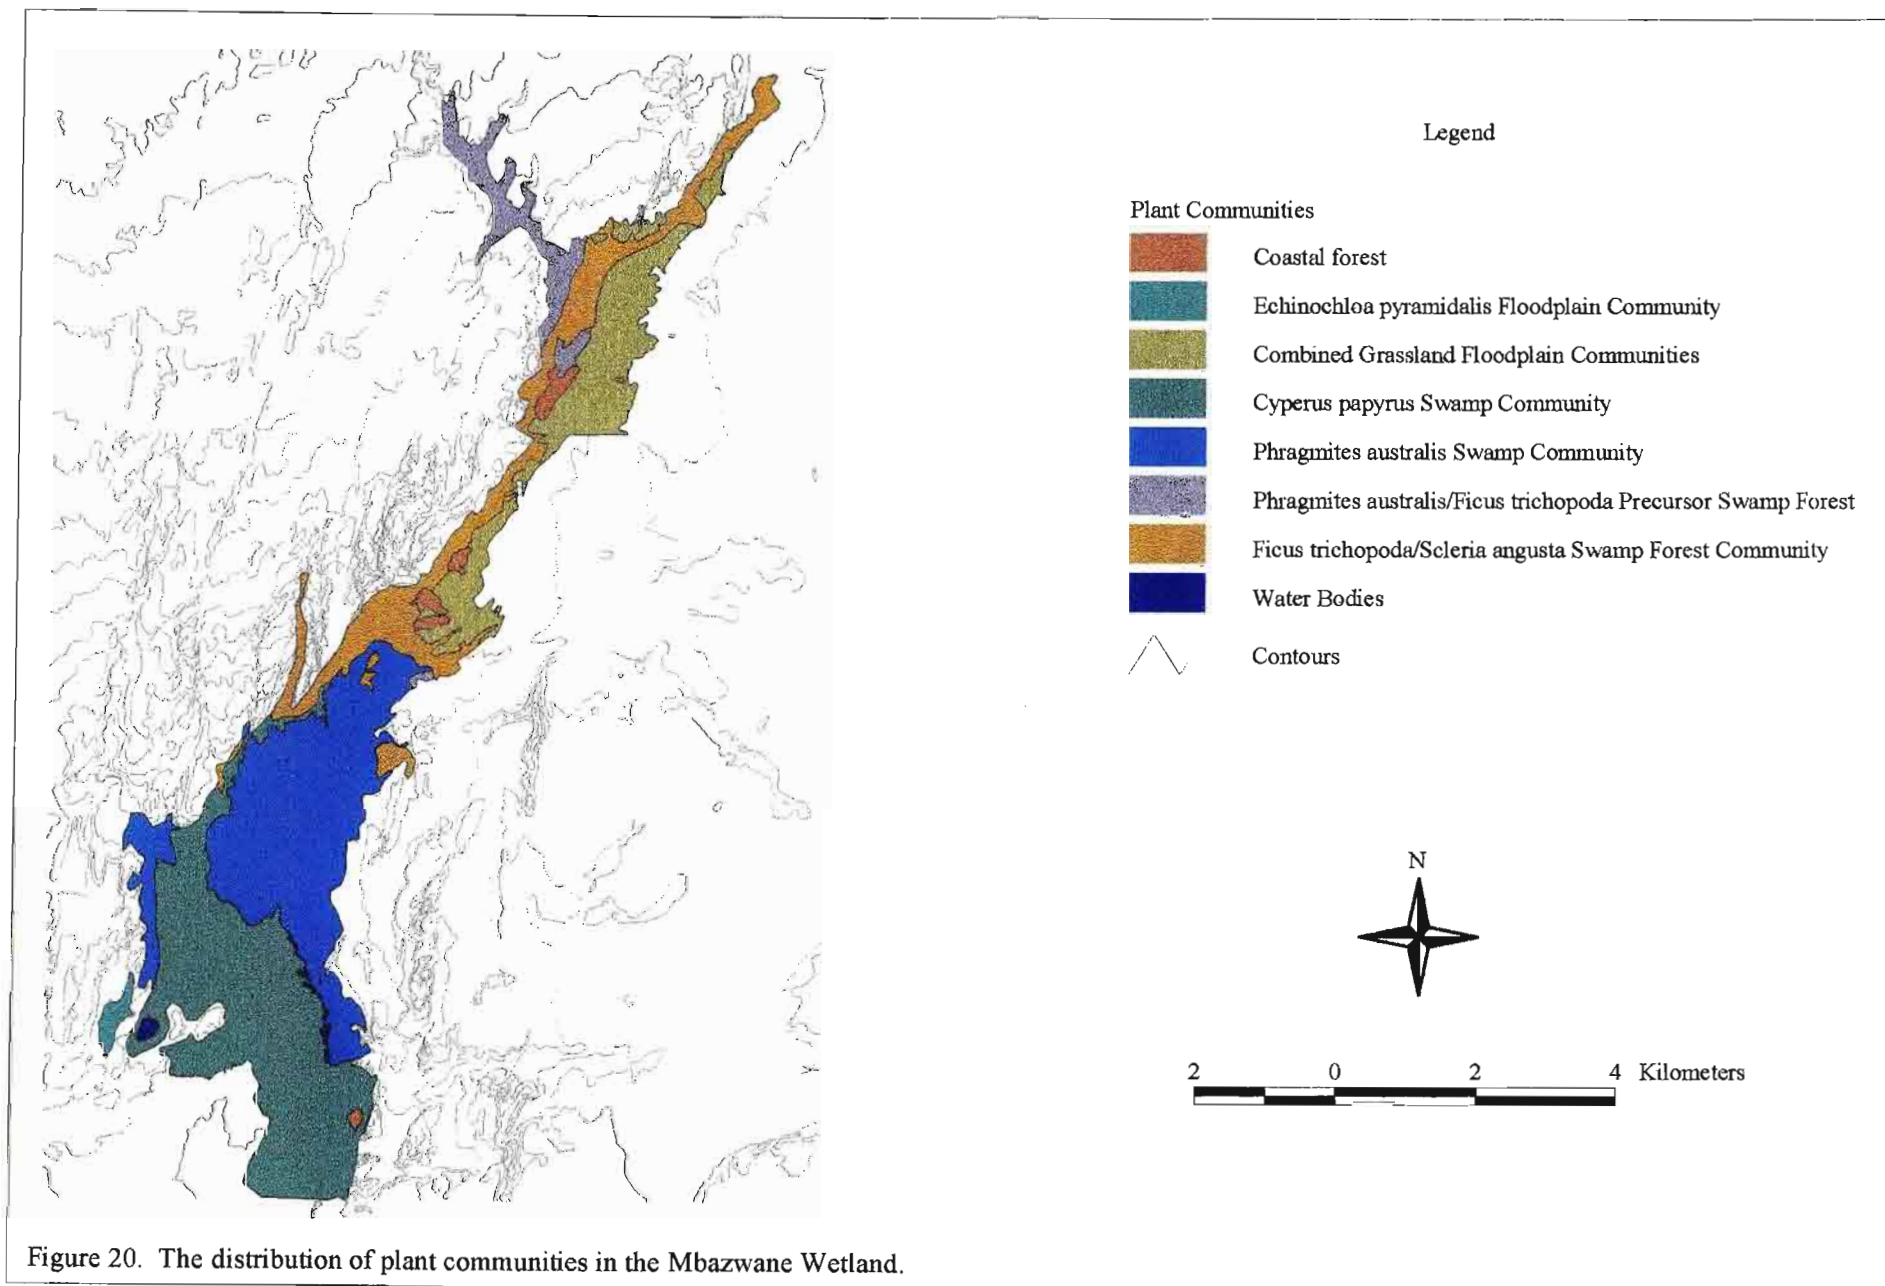 Legend
Plant Communities
Coastal forest
Echinochloa pyramidalis Floodplain Community
Combined Grassland Floodplain Communities
Cyperus papyrus Swamp Community
Phragmites australis Swamp Community
Phragmites australis/Ficus trichopoda Precursor Swamp Forest
Ficus trichopoda/Scleria angusta Swamp Forest Community
Water Bodies
Contours
N
2 0 2 4 Kilometers
Figure 20. The distribution of plant communities in the Mbazwane Wetland.